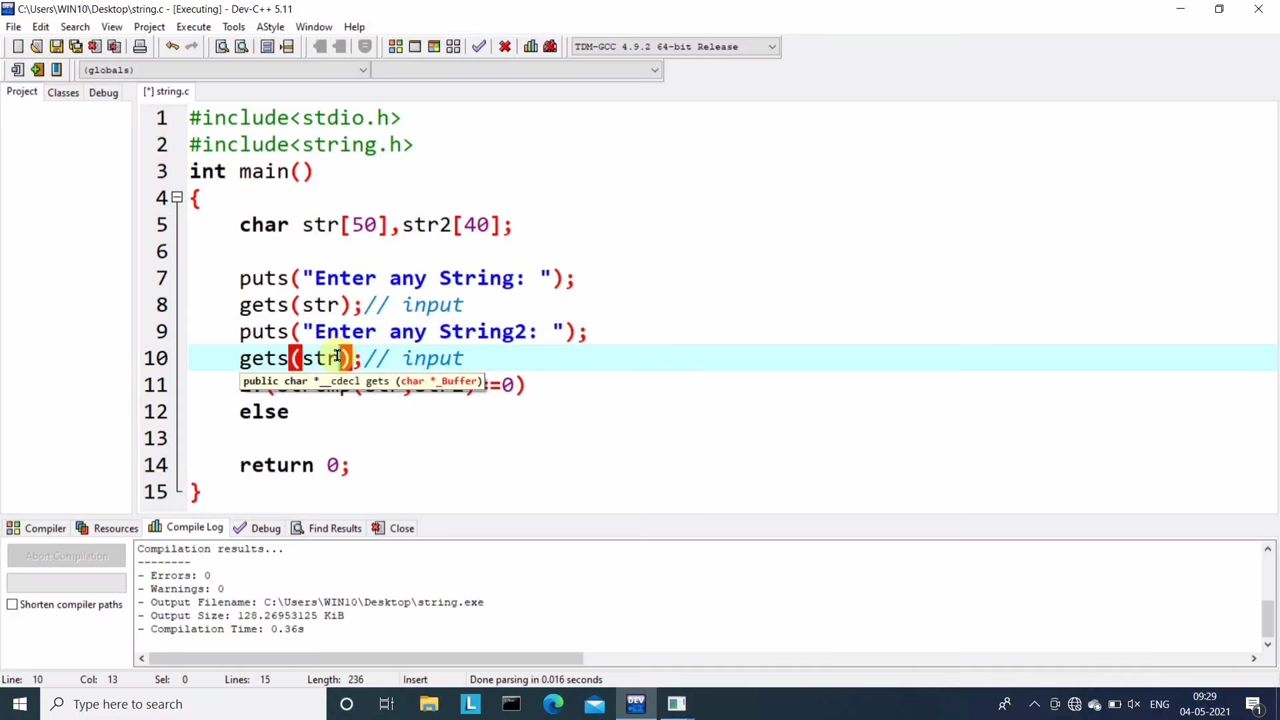 C:\Users\WIN10\Desktop\string.c - [Executing] - Dev-C++ 5.11
File Edit Search View Project Execute Tools AStyle Window Help
TDM-GCC 4.9.2 64-bit Release
(globals)
Project Classes Debug [*] string.c
1 #include<stdio.h>
2 #include<string.h>
3 int main()
4 {
5 char str[50],str2[40];
6
7 puts("Enter any String: ");
8 gets(str);// input
9 puts("Enter any String2: ");
10 gets(str);// input
public char *__cdecl gets (char *_Buffer)
11 =0)
12 else
13
14 return 0;
15 }
Compiler Resources Compile Log Debug Find Results Close
Abort Compilation
Shorten compiler paths
Compilation results...
--------
- Errors: 0
- Warnings: 0
- Output Filename: C:\Users\WIN10\Desktop\string.exe
- Output Size: 128.26953125 KiB
- Compilation Time: 0.36s
Line: 10 Col: 13 Sel: 0 Lines: 15 Length: 236 Insert Done parsing in 0.016 seconds
Type here to search
L
DEV
ENG
09:29
04-05-2021
1